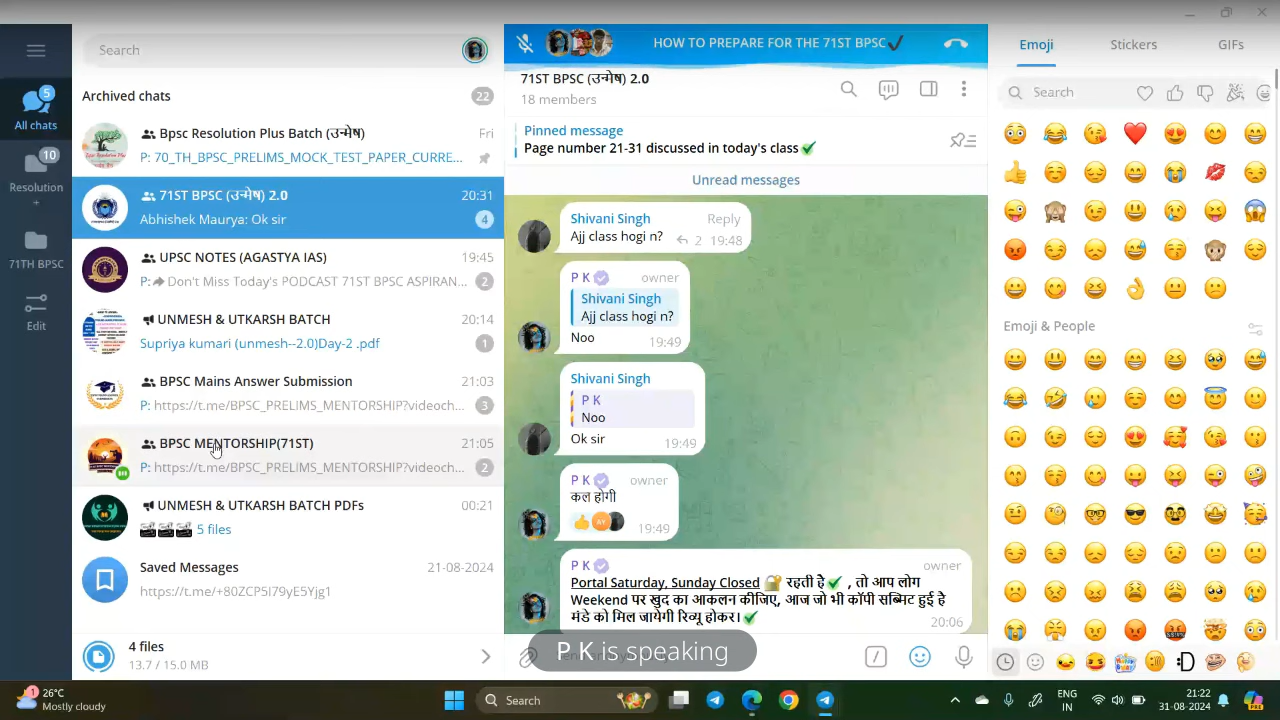 Search
All chats
5
Resolution
+
10
71TH BPSC
Edit
Archived chats
22
Bpsc Resolution Plus Batch (उन्मेष)
Fri
P: 70_TH_BPSC_PRELIMS_MOCK_TEST_PAPER_CURRE...
71ST BPSC (उन्मेष) 2.0
20:31
Abhishek Maurya: Ok sir
4
UPSC NOTES (AGASTYA IAS)
19:45
P: Don't Miss Today's PODCAST 71ST BPSC ASPIRAN...
2
UNMESH & UTKARSH BATCH
20:14
Supriya kumari (unmesh--2.0)Day-2 .pdf
1
BPSC Mains Answer Submission
21:03
P: https://t.me/BPSC_PRELIMS_MENTORSHIP?videoch...
3
BPSC MENTORSHIP(71ST)
21:05
P: https://t.me/BPSC_PRELIMS_MENTORSHIP?videoch...
2
UNMESH & UTKARSH BATCH PDFs
00:21
5 files
Saved Messages
21-08-2024
https://t.me/+80ZCP5I79yE5Yjg1
4 files
13.7 / 15.0 MB
HOW TO PREPARE FOR THE 71ST BPSC✔
71ST BPSC (उन्मेष) 2.0
18 members
Pinned message
Page number 21-31 discussed in today's class✅
Unread messages
Shivani Singh
Reply
Ajj class hogi n?
2 19:48
P K
owner
Shivani Singh
Ajj class hogi n?
Noo
19:49
Shivani Singh
P K
Noo
Ok sir
19:49
P K
owner
कल होगी
AY
19:49
P K
owner
Portal Saturday, Sunday Closed 🔐 रहती है✅ , तो आप लोग
Weekend पर खुद का आकलन कीजिए, आज जो भी कॉपी सब्मिट हुई है
मंडे को मिल जायेगी रिव्यू होकर।✅
20:06
P K is speaking
Emoji
Stickers
GIFs
Search
Emoji & People
1
26°C
Mostly cloudy
Search
ENG
IN
21:22
31-08-2024